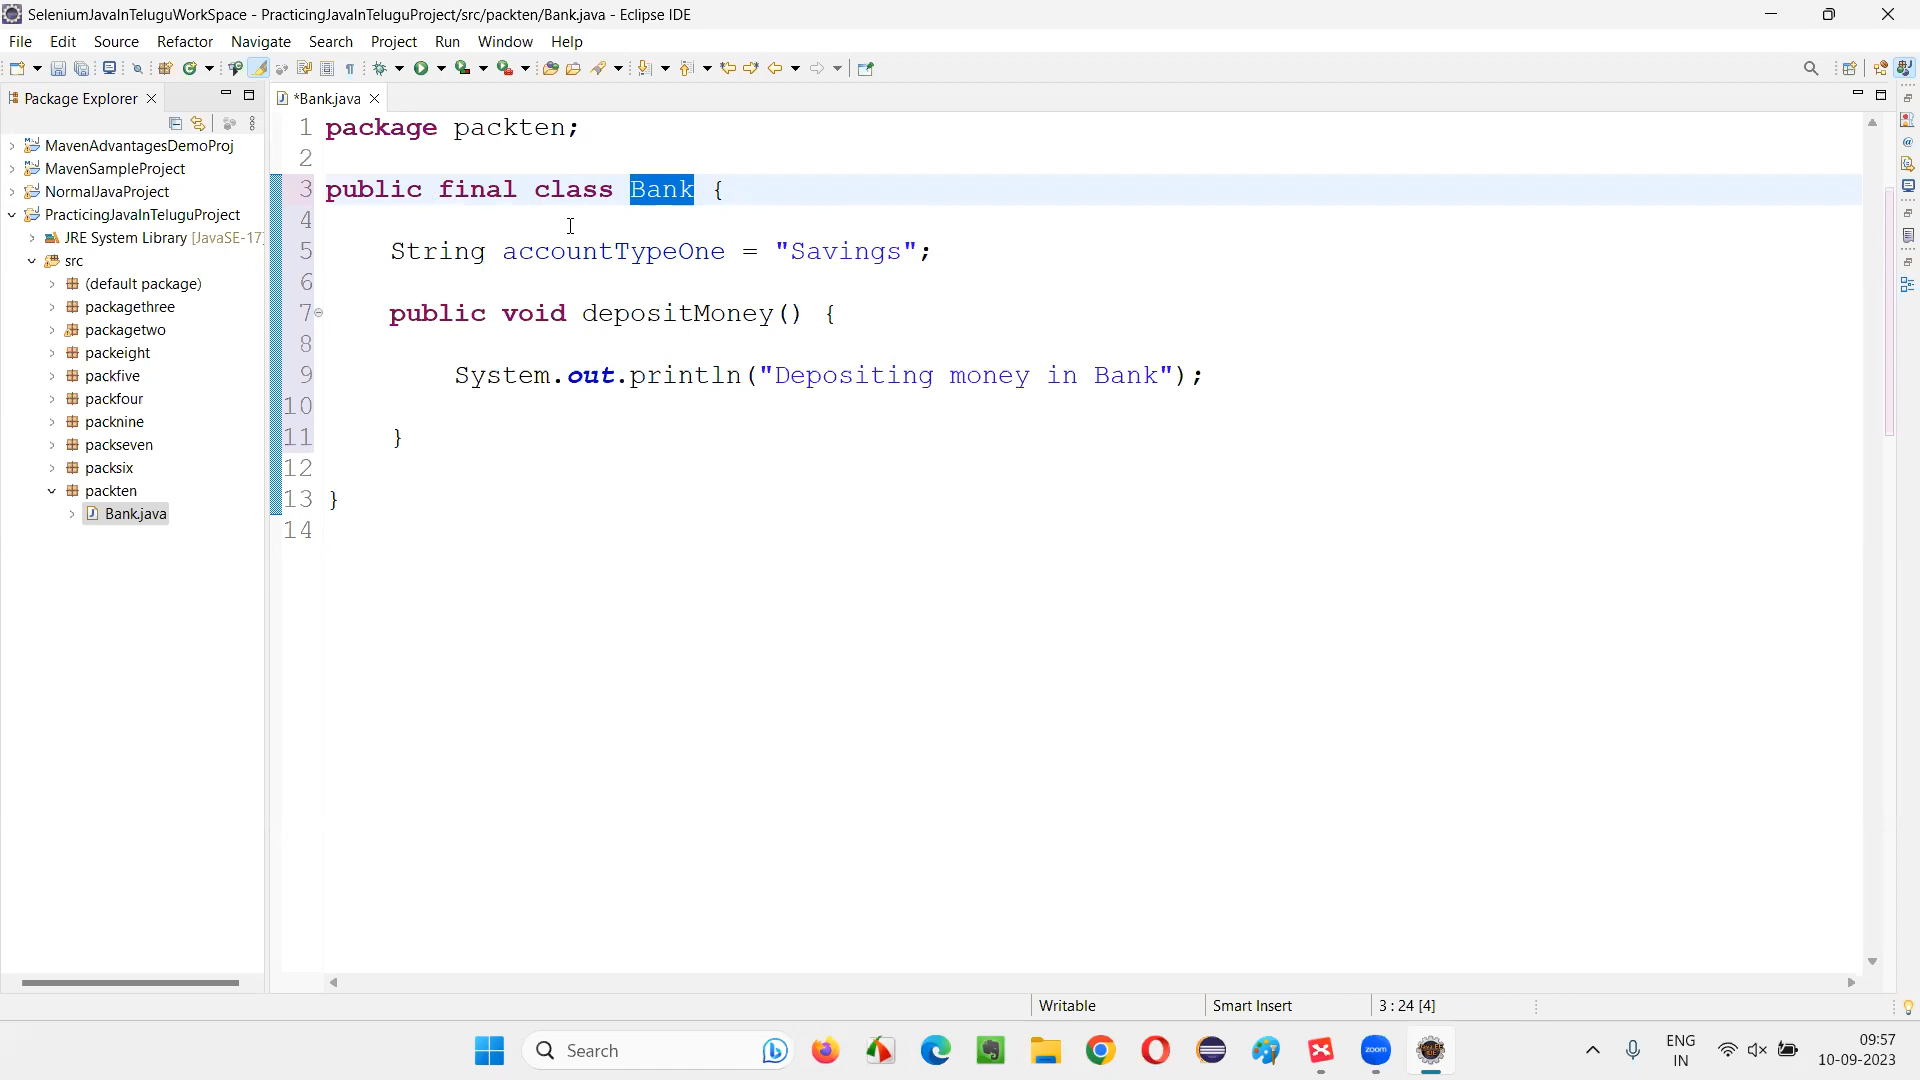 SeleniumJavaInTeluguWorkSpace - PracticingJavaInTeluguProject/src/packten/Bank.java - Eclipse IDE
File Edit Source Refactor Navigate Search Project Run Window Help
Package Explorer
*Bank.java
MavenAdvantagesDemoProj
MavenSampleProject
NormalJavaProject
PracticingJavaInTeluguProject
JRE System Library [JavaSE-17]
src
(default package)
packagethree
packagetwo
packeight
packfive
packfour
packnine
packseven
packsix
packten
Bank.java
1 package packten;
2
3 public final class Bank {
4
5 String accountTypeOne = "Savings";
6
7 public void depositMoney() {
8
9 System.out.println("Depositing money in Bank");
10
11 }
12
13 }
14
Writable Smart Insert 3 : 24 [4]
Search
zoom
ENG
IN
09:57
10-09-2023